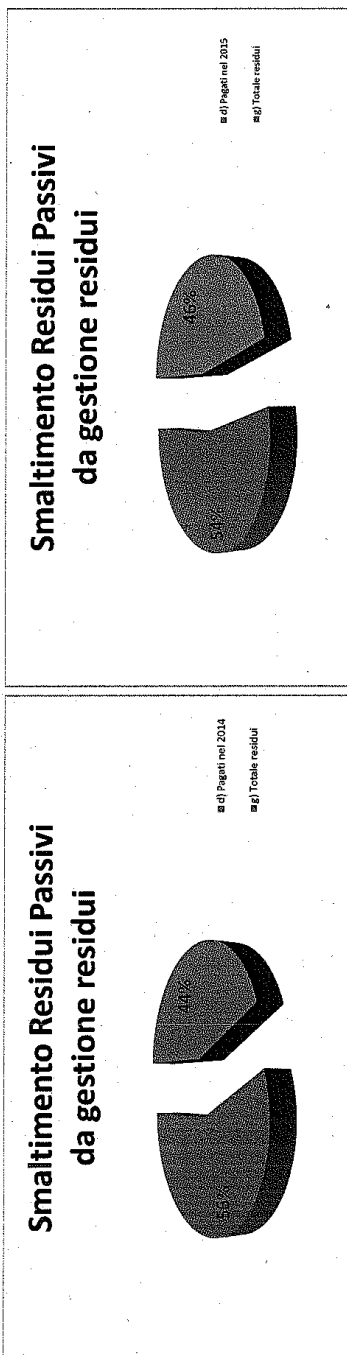 Smaltimento Residui Passivi
da gestione residui
44%
56%
d) Pagati nel 2014
g) Totale residui
Smaltimento Residui Passivi
da gestione residui
46%
54%
d) Pagati nel 2015
g) Totale residui